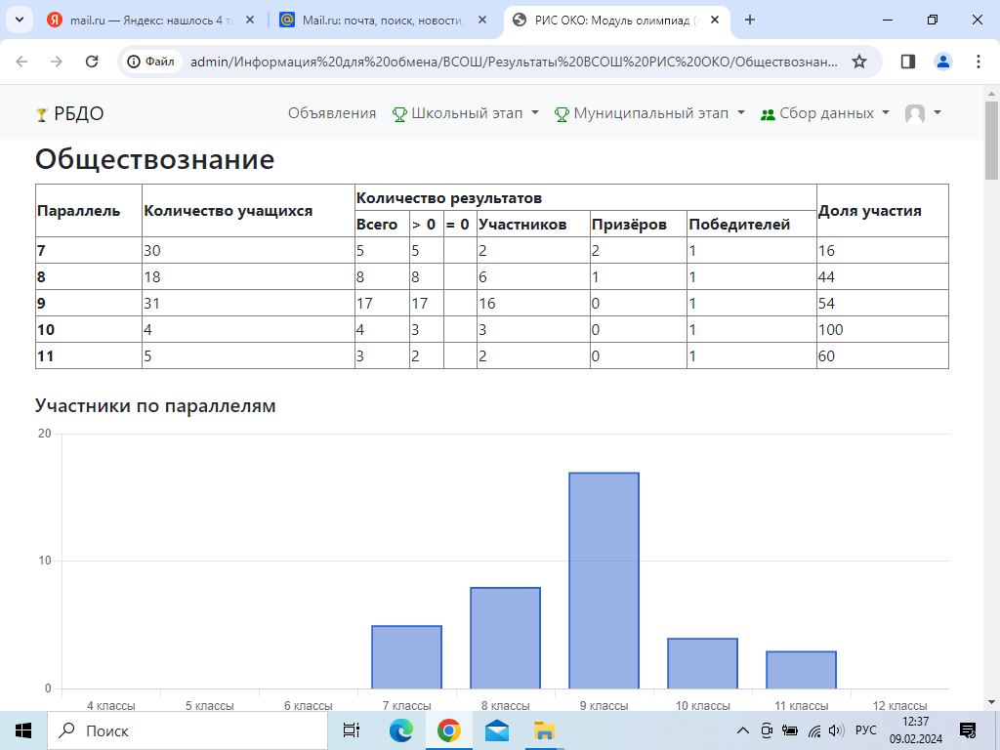 mail.ru — Яндекс: нашлось 4 т
Mail.ru: почта, поиск, новости,
РИС ОКО: Модуль олимпиад (
Файл
admin/Информация%20для%20обмена/ВСОШ/Результаты%20ВСОШ%20РИС%20ОКО/Обществознан...
РБДО
Объявления
Школьный этап
Муниципальный этап
Сбор данных
Обществознание
Параллель Количество учащихся Количество результатов Доля участия
Всего > 0 = 0 Участников Призёров Победителей
7 30 5 5 2 2 1 16
8 18 8 8 6 1 1 44
9 31 17 17 16 0 1 54
10 4 4 3 3 0 1 100
11 5 3 2 2 0 1 60
Участники по параллелям
20
10
0
4 классы 5 классы 6 классы 7 классы 8 классы 9 классы 10 классы 11 классы 12 классы
Поиск
РУС
12:37
09.02.2024